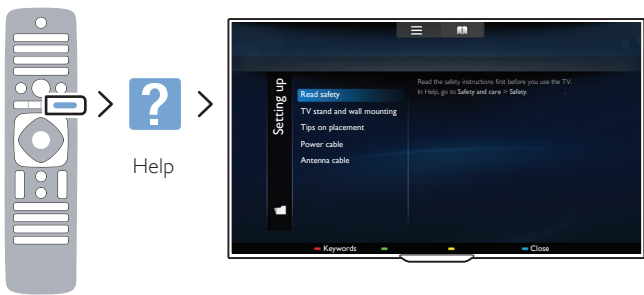 ?
Help
Setting up
Read safety
TV stand and wall mounting
Tips on placement
Power cable
Antenna cable
Read the safety instructions first before you use the TV.
In Help, go to Safety and care > Safety.
Keywords
Close